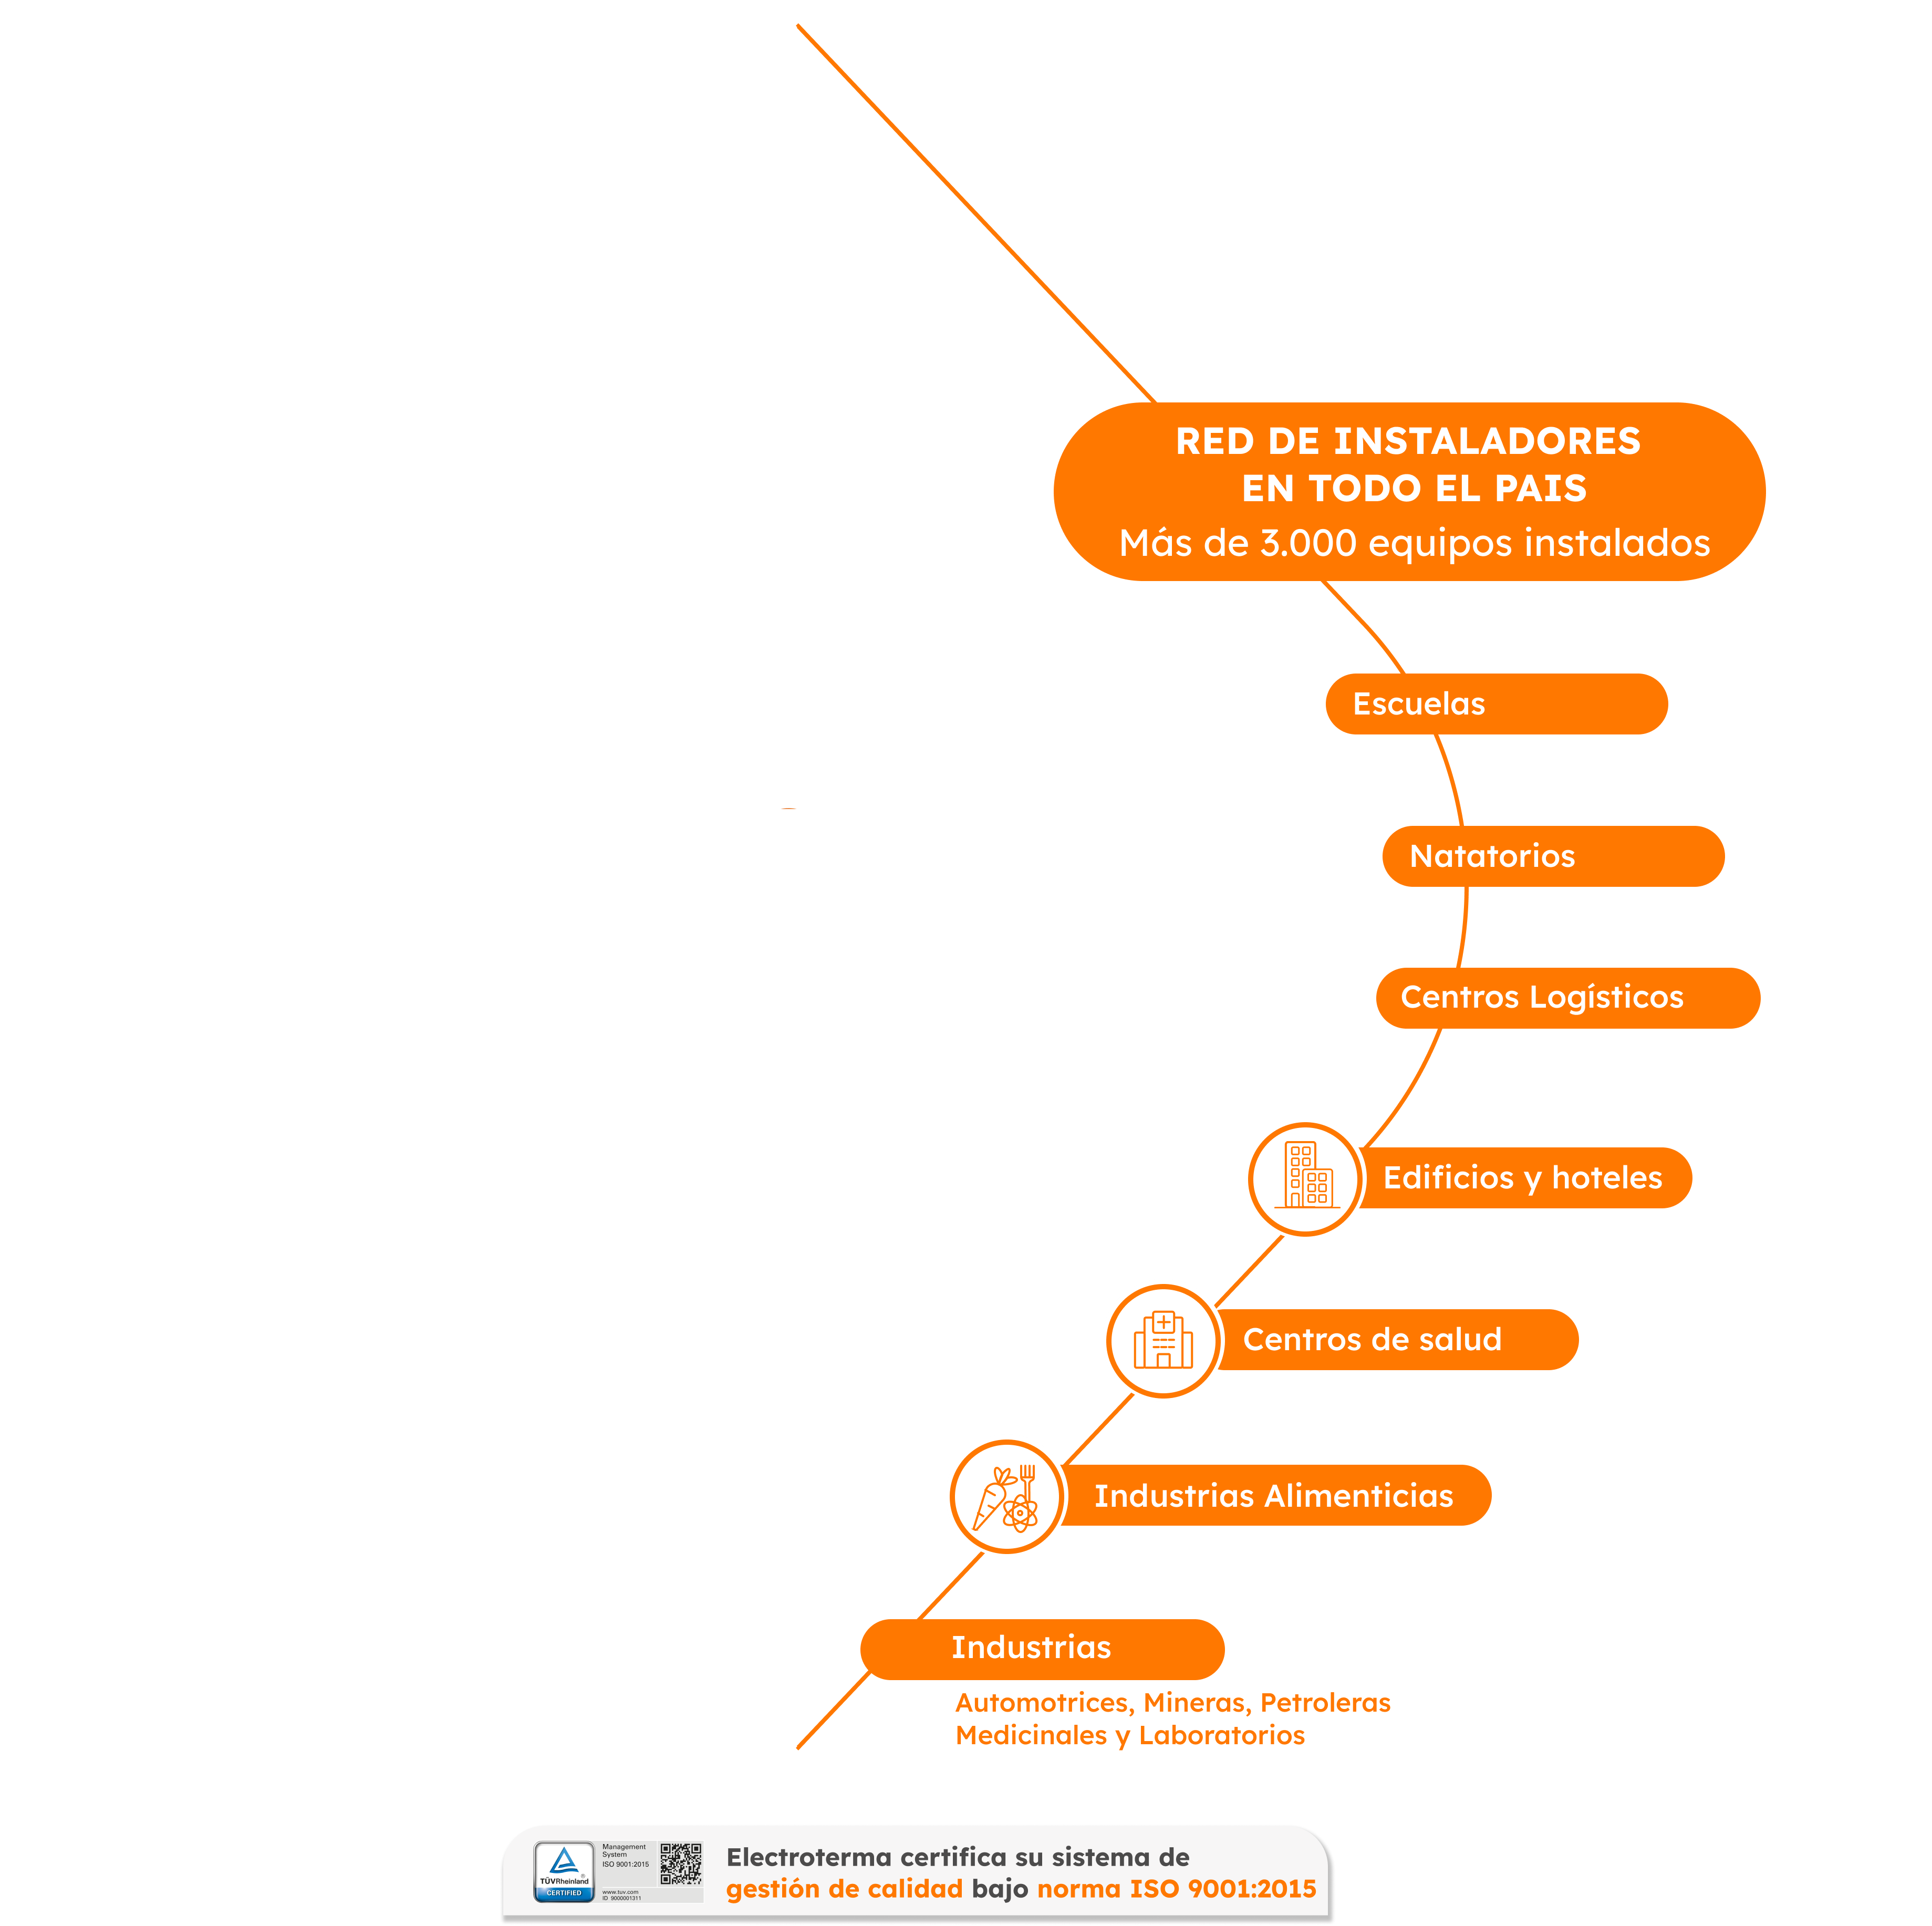 RED DE INSTALADORES
EN TODO EL PAIS
Más de 3.000 equipos instalados
Escuelas
Natatorios
Centros Logísticos
Edificios y hoteles
Centros de salud
Industrias Alimenticias
Industrias
Automotrices, Mineras, Petroleras
Medicinales y Laboratorios
TÜVRheinland®
CERTIFIED
Management
System
ISO 9001:2015
www.tuv.com
ID 9000001311
Electroterma certifica su sistema de
gestión de calidad bajo norma ISO 9001:2015